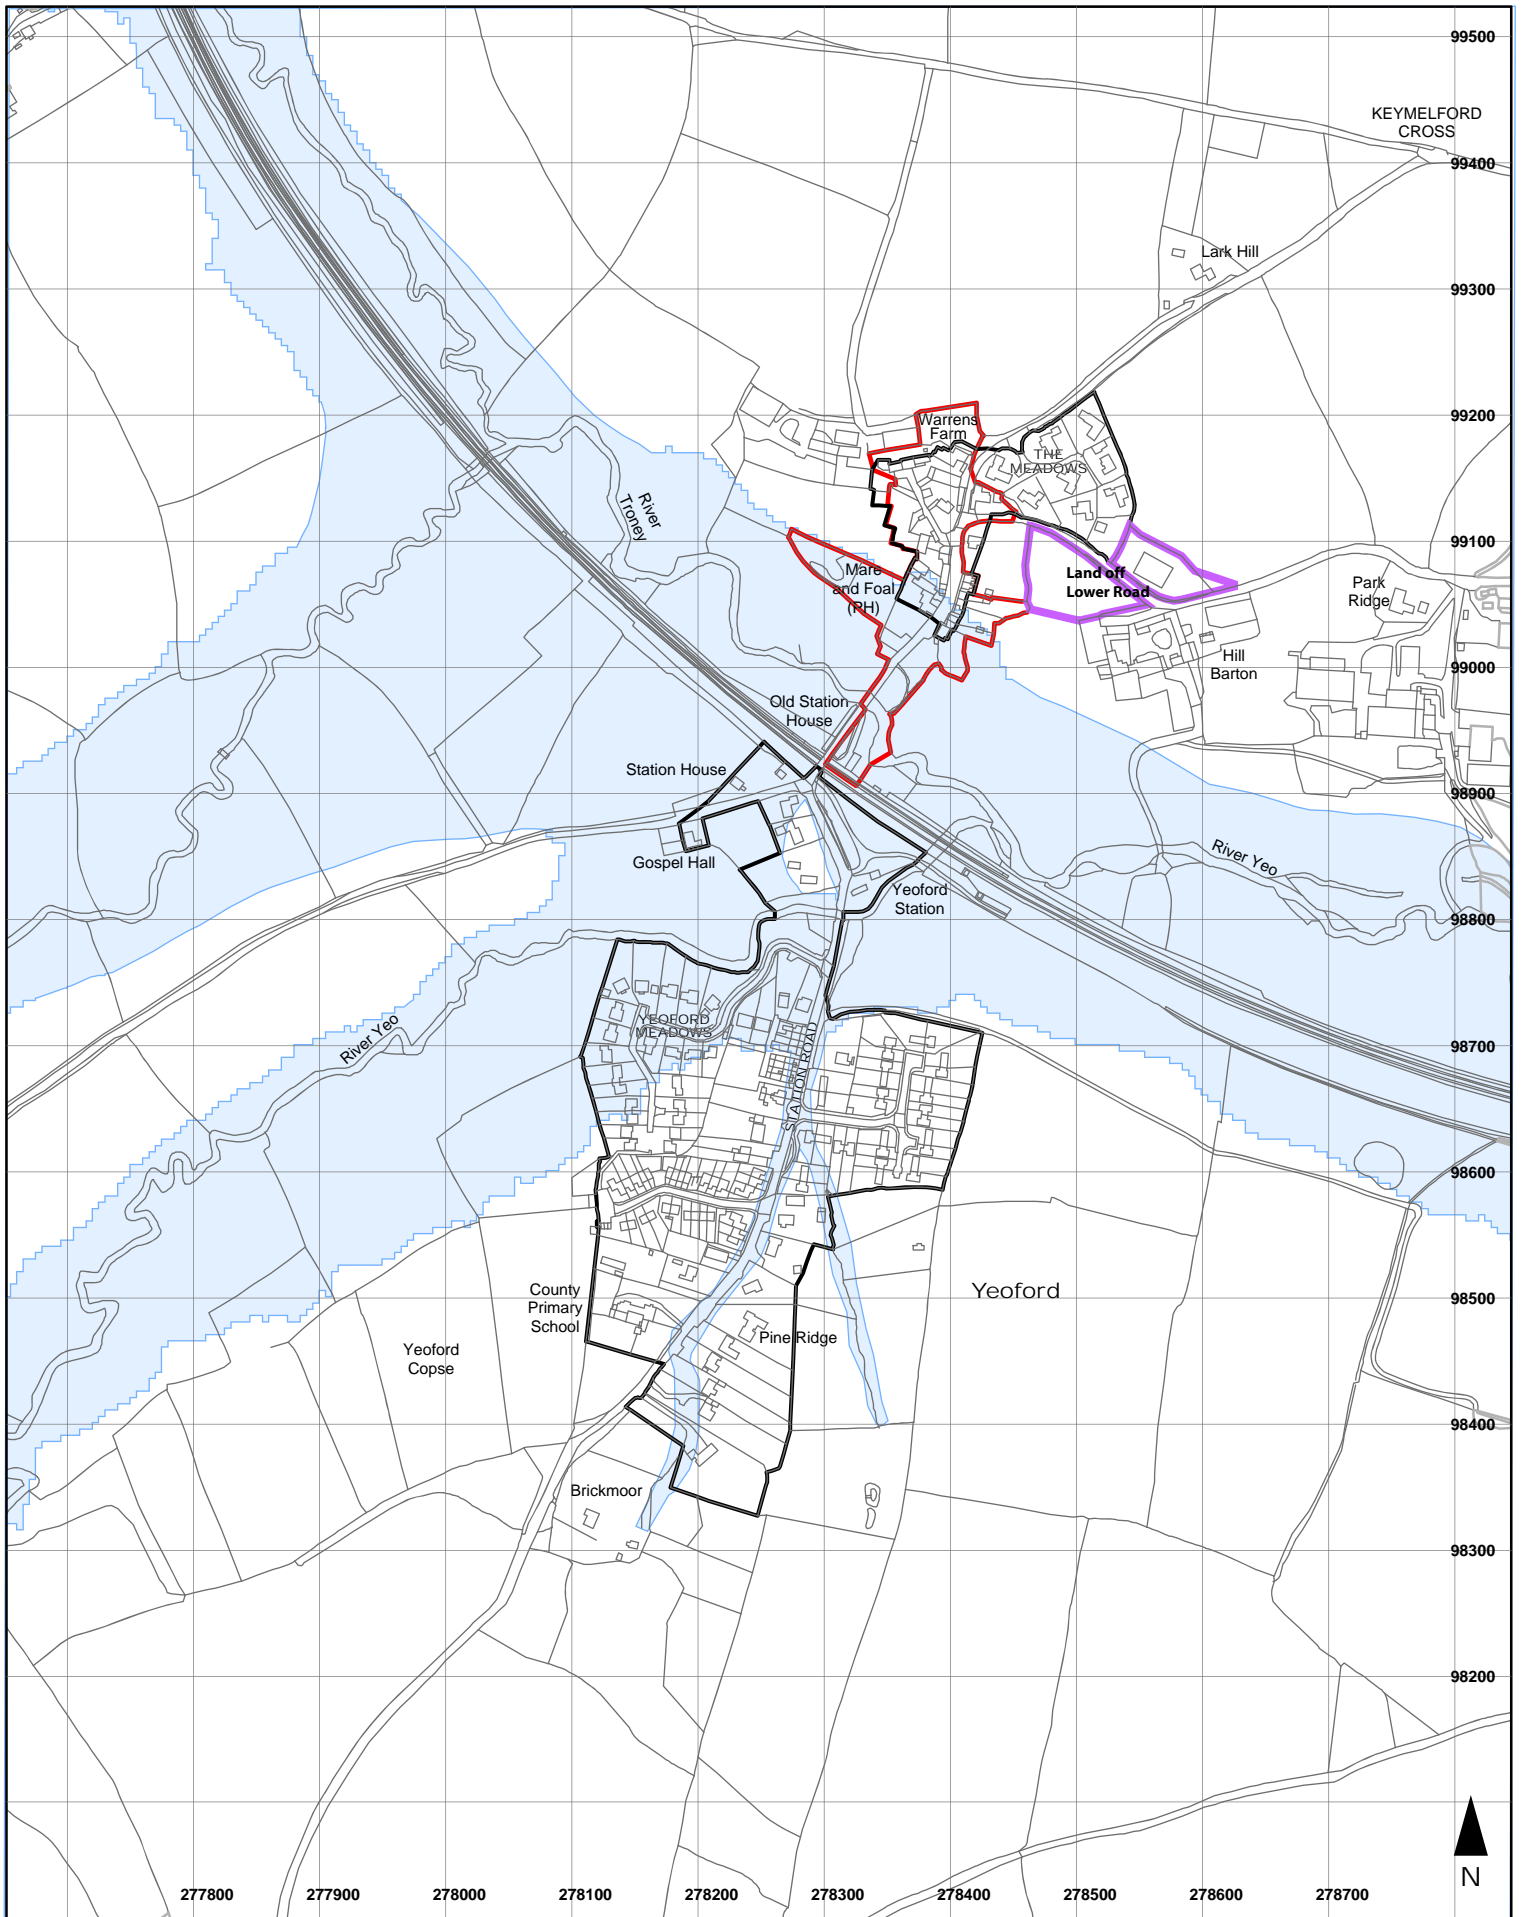 99500
KEYMELFORD
CROSS
99400
Lark Hill
99300
99200
Warrens
Farm
THE
MEADOWS
River
Troney
99100
Mare
and Foal
(PH)
Land off
Lower Road
Park
Ridge
Hill
Barton
99000
Old Station
House
Station House
98900
Gospel Hall
River Yeo
Yeoford
Station
98800
YEOFORD
MEADOWS
River Yeo
STATION ROAD
98700
98600
County
Primary
School
Yeoford
98500
Pine Ridge
Yeoford
Copse
98400
Brickmoor
98300
98200
N
277800
277900
278000
278100
278200
278300
278400
278500
278600
278700